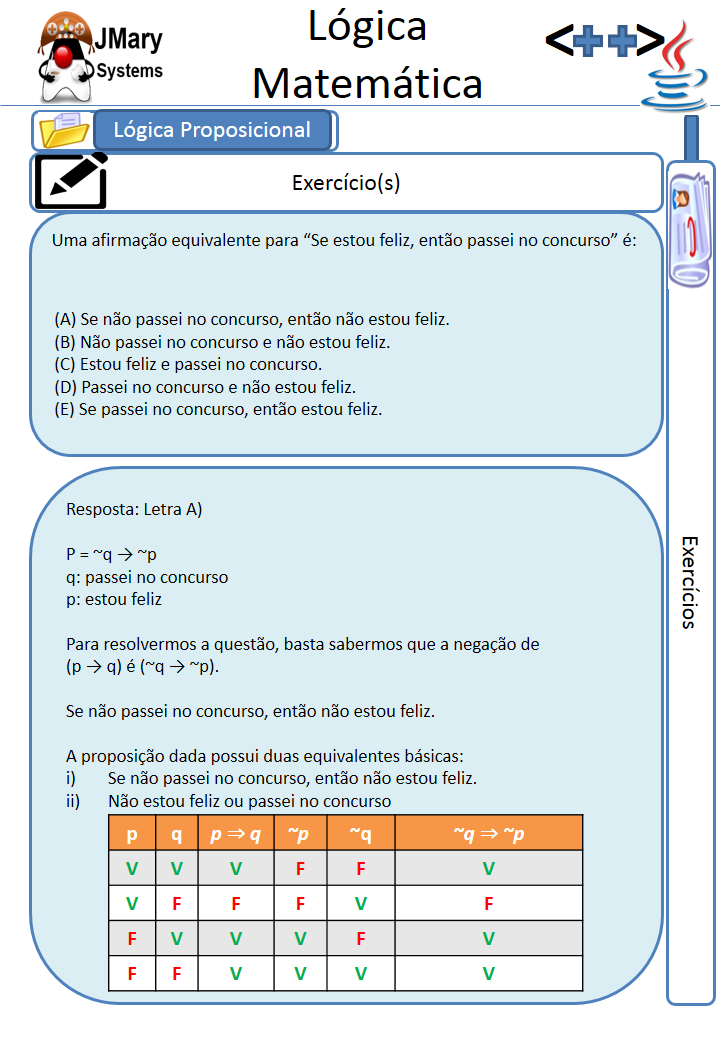 JMary
Systems
Lógica
Matemática
<++>
Lógica Proposicional
Exercício(s)
Uma afirmação equivalente para “Se estou feliz, então passei no concurso” é:
(A) Se não passei no concurso, então não estou feliz.
(B) Não passei no concurso e não estou feliz.
(C) Estou feliz e passei no concurso.
(D) Passei no concurso e não estou feliz.
(E) Se passei no concurso, então estou feliz.
Exercícios
Resposta: Letra A)
P = ~q → ~p
q: passei no concurso
p: estou feliz
Para resolvermos a questão, basta sabermos que a negação de
(p → q) é (~q → ~p).
Se não passei no concurso, então não estou feliz.
A proposição dada possui duas equivalentes básicas:
i) Se não passei no concurso, então não estou feliz.
ii) Não estou feliz ou passei no concurso
p q p ⇒ q ~p ~q ~q ⇒ ~p
V V V F F V
V F F F V F
F V V V F V
F F V V V V